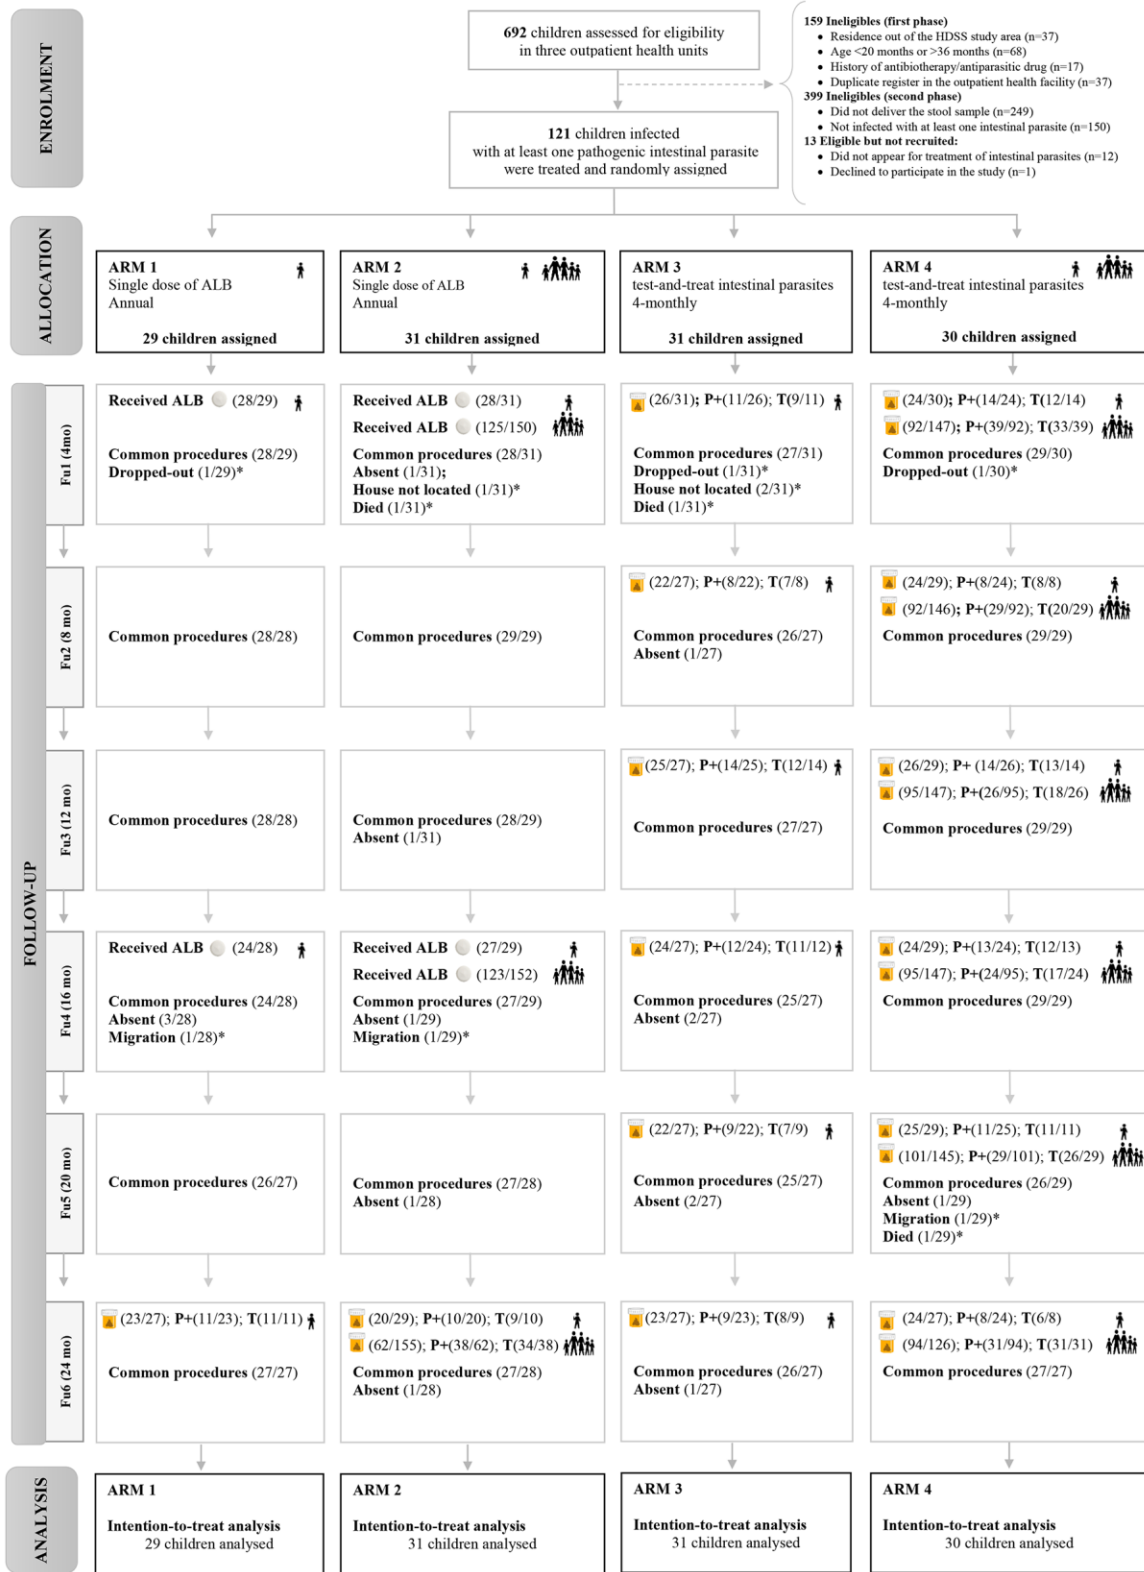 ENROLMENT
692 children assessed for eligibility
in three outpatient health units
159 Ineligibles (first phase)
• Residence out of the HDSS study area (n=37)
• Age <20 months or >36 months (n=68)
• History of antibiotherapy/antiparasitic drug (n=17)
• Duplicate register in the outpatient health facility (n=37)
399 Ineligibles (second phase)
• Did not deliver the stool sample (n=249)
• Not infected with at least one intestinal parasite (n=150)
13 Eligible but not recruited:
• Did not appear for treatment of intestinal parasites (n=12)
• Declined to participate in the study (n=1)
121 children infected
with at least one pathogenic intestinal parasite
were treated and randomly assigned
ALLOCATION
ARM 1
Single dose of ALB
Annual
29 children assigned
ARM 2
Single dose of ALB
Annual
31 children assigned
ARM 3
test-and-treat intestinal parasites
4-monthly
31 children assigned
ARM 4
test-and-treat intestinal parasites
4-monthly
30 children assigned
FOLLOW-UP
Fu1 (4mo)
Received ALB (28/29)
Common procedures (28/29)
Dropped-out (1/29)*
Received ALB (28/31)
Received ALB (125/150)
Common procedures (28/31)
Absent (1/31);
House not located (1/31)*
Died (1/31)*
(26/31); P+(11/26); T(9/11)
Common procedures (27/31)
Dropped-out (1/31)*
House not located (2/31)*
Died (1/31)*
(24/30); P+(14/24); T(12/14)
(92/147); P+(39/92); T(33/39)
Common procedures (29/30)
Dropped-out (1/30)*
Fu2 (8 mo)
Common procedures (28/28)
Common procedures (29/29)
(22/27); P+(8/22); T(7/8)
Common procedures (26/27)
Absent (1/27)
(24/29); P+(8/24); T(8/8)
(92/146); P+(29/92); T(20/29)
Common procedures (29/29)
Fu3 (12 mo)
Common procedures (28/28)
Common procedures (28/29)
Absent (1/31)
(25/27); P+(14/25); T(12/14)
Common procedures (27/27)
(26/29); P+ (14/26); T(13/14)
(95/147); P+(26/95); T(18/26)
Common procedures (29/29)
Fu4 (16 mo)
Received ALB (24/28)
Common procedures (24/28)
Absent (3/28)
Migration (1/28)*
Received ALB (27/29)
Received ALB (123/152)
Common procedures (27/29)
Absent (1/29)
Migration (1/29)*
(24/27); P+(12/24); T(11/12)
Common procedures (25/27)
Absent (2/27)
(24/29); P+(13/24); T(12/13)
(95/147); P+(24/95); T(17/24)
Common procedures (29/29)
Fu5 (20 mo)
Common procedures (26/27)
Common procedures (27/28)
Absent (1/28)
(22/27); P+(9/22); T(7/9)
Common procedures (25/27)
Absent (2/27)
(25/29); P+(11/25); T(11/11)
(101/145); P+(29/101); T(26/29)
Common procedures (26/29)
Absent (1/29)
Migration (1/29)*
Died (1/29)*
Fu6 (24 mo)
(23/27); P+(11/23); T(11/11)
Common procedures (27/27)
(20/29); P+(10/20); T(9/10)
(62/155); P+(38/62); T(34/38)
Common procedures (27/28)
Absent (1/28)
(23/27); P+(9/23); T(8/9)
Common procedures (26/27)
Absent (1/27)
(24/27); P+(8/24); T(6/8)
(94/126); P+(31/94); T(31/31)
Common procedures (27/27)
ANALYSIS
ARM 1
Intention-to-treat analysis
29 children analysed
ARM 2
Intention-to-treat analysis
31 children analysed
ARM 3
Intention-to-treat analysis
31 children analysed
ARM 4
Intention-to-treat analysis
30 children analysed